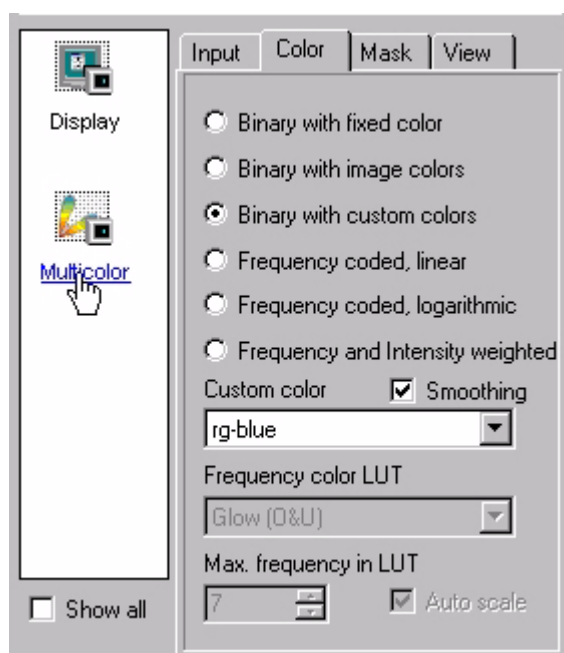 Display
Multicolor
Show all
Input Color Mask View
Binary with fixed color
Binary with image colors
Binary with custom colors
Frequency coded, linear
Frequency coded, logarithmic
Frequency and Intensity weighted
Custom color Smoothing
rg-blue
Frequency color LUT
Glow (O&U)
Max. frequency in LUT
7 Auto scale